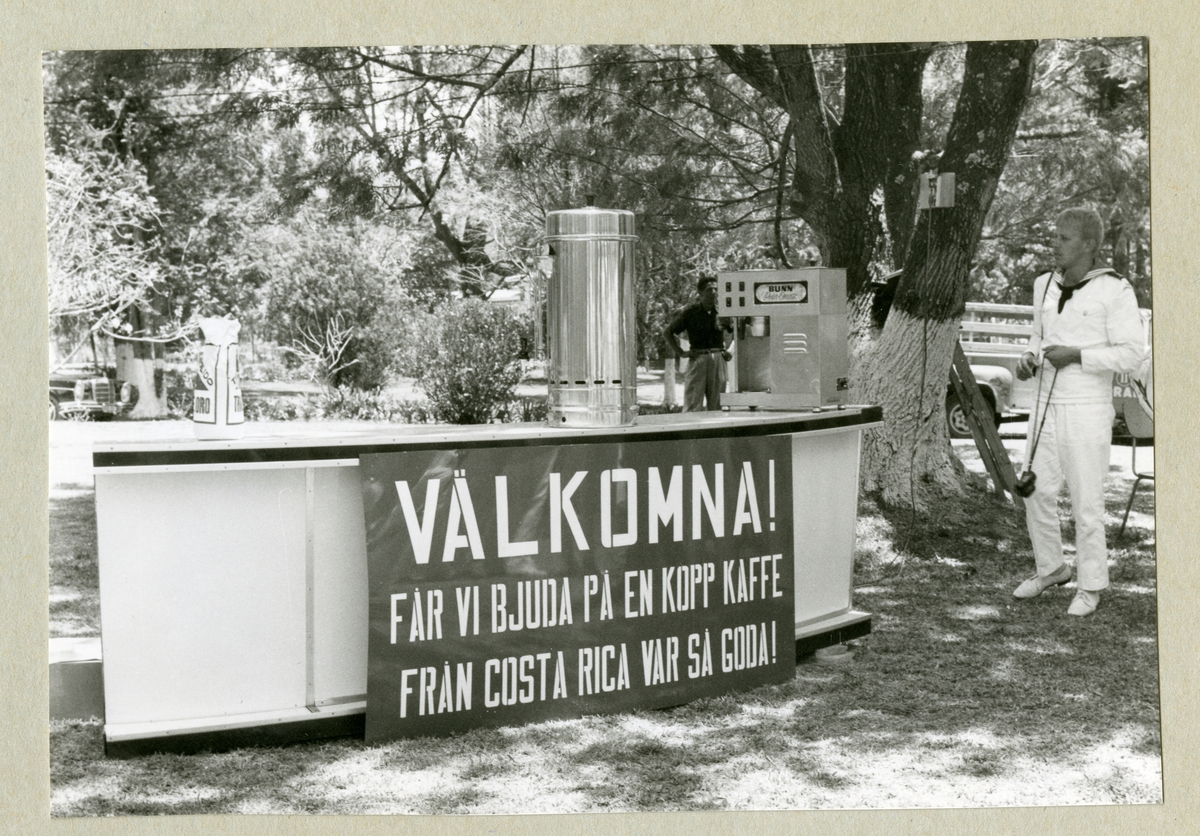 BUNN
VÄLKOMNA!
FÅR VI BJUDA PÅ EN KOPP KAFFE
FRÅN COSTA RICA VAR SÅ GODA!